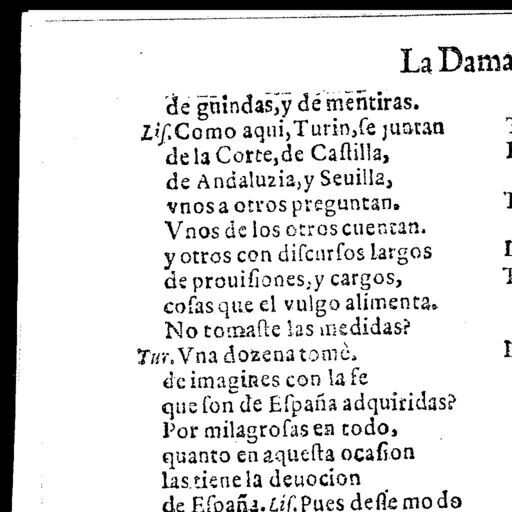 La Dama
de guindas, y de mentiras.
Liſ. Como aqui, Turin, ſe juntan
de la Corte, de Caſtilla,
de Andaluzia, y Seuilla,
vnos a otros preguntan.
Vnos de los otros cuentan.
y otros con diſcurſos largos
de prouiſiones, y cargos,
coſas que el vulgo alimenta.
No tomaſte las medidas?
Tur. Vna dozena tomè.
de imagines con la fe
que ſon de Eſpaña adquiridas?
Por milagroſas en todo,
quanto en aqueſta ocaſion
las tiene la deuocion
de Eſpaña. Liſ. Pues deſſe modo